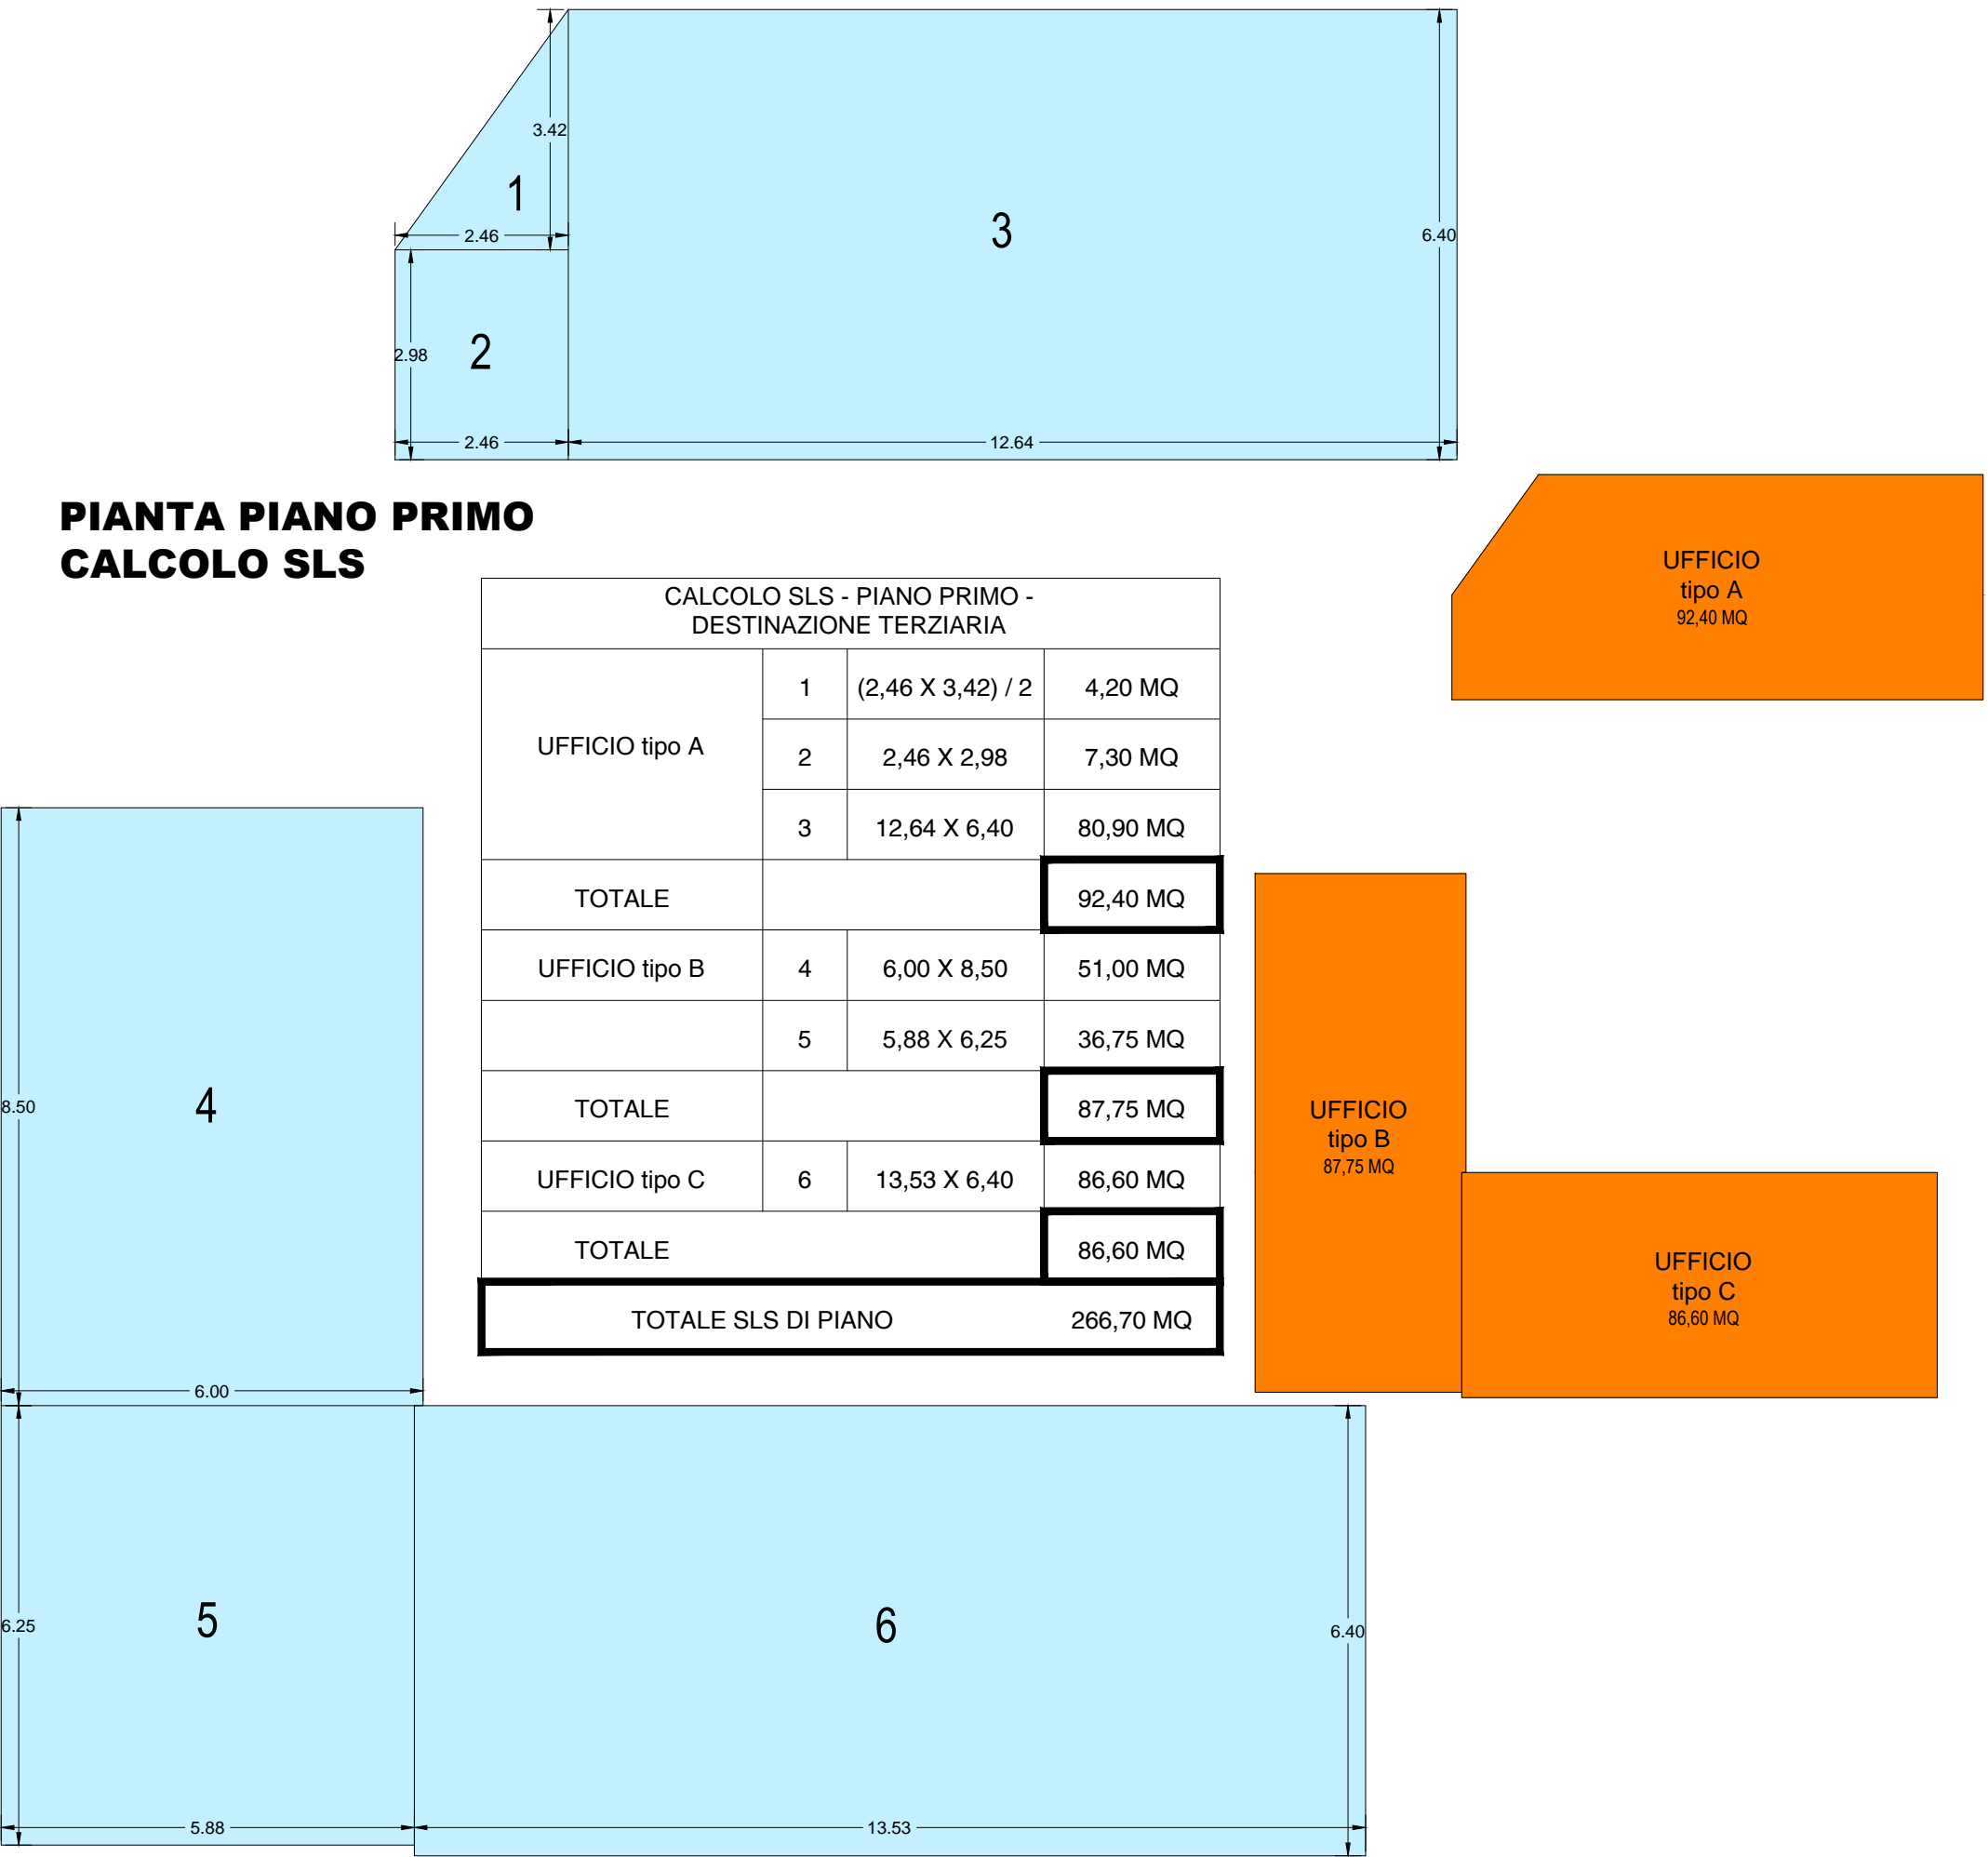 3.42
1
2.46
3
6.40
2
2.98
2.46
12.64
PIANTA PIANO PRIMO
CALCOLO SLS
UFFICIO
tipo A
92,40 MQ
CALCOLO SLS - PIANO PRIMO -
DESTINAZIONE TERZIARIA
UFFICIO tipo A
1 (2,46 X 3,42) / 2 4,20 MQ
2 2,46 X 2,98 7,30 MQ
3 12,64 X 6,40 80,90 MQ
TOTALE 92,40 MQ
UFFICIO tipo B 4 6,00 X 8,50 51,00 MQ
5 5,88 X 6,25 36,75 MQ
TOTALE 87,75 MQ
UFFICIO tipo C 6 13,53 X 6,40 86,60 MQ
TOTALE 86,60 MQ
TOTALE SLS DI PIANO 266,70 MQ
8.50
4
6.00
UFFICIO
tipo B
87,75 MQ
UFFICIO
tipo C
86,60 MQ
5
6.25
6
6.40
5.88
13.53